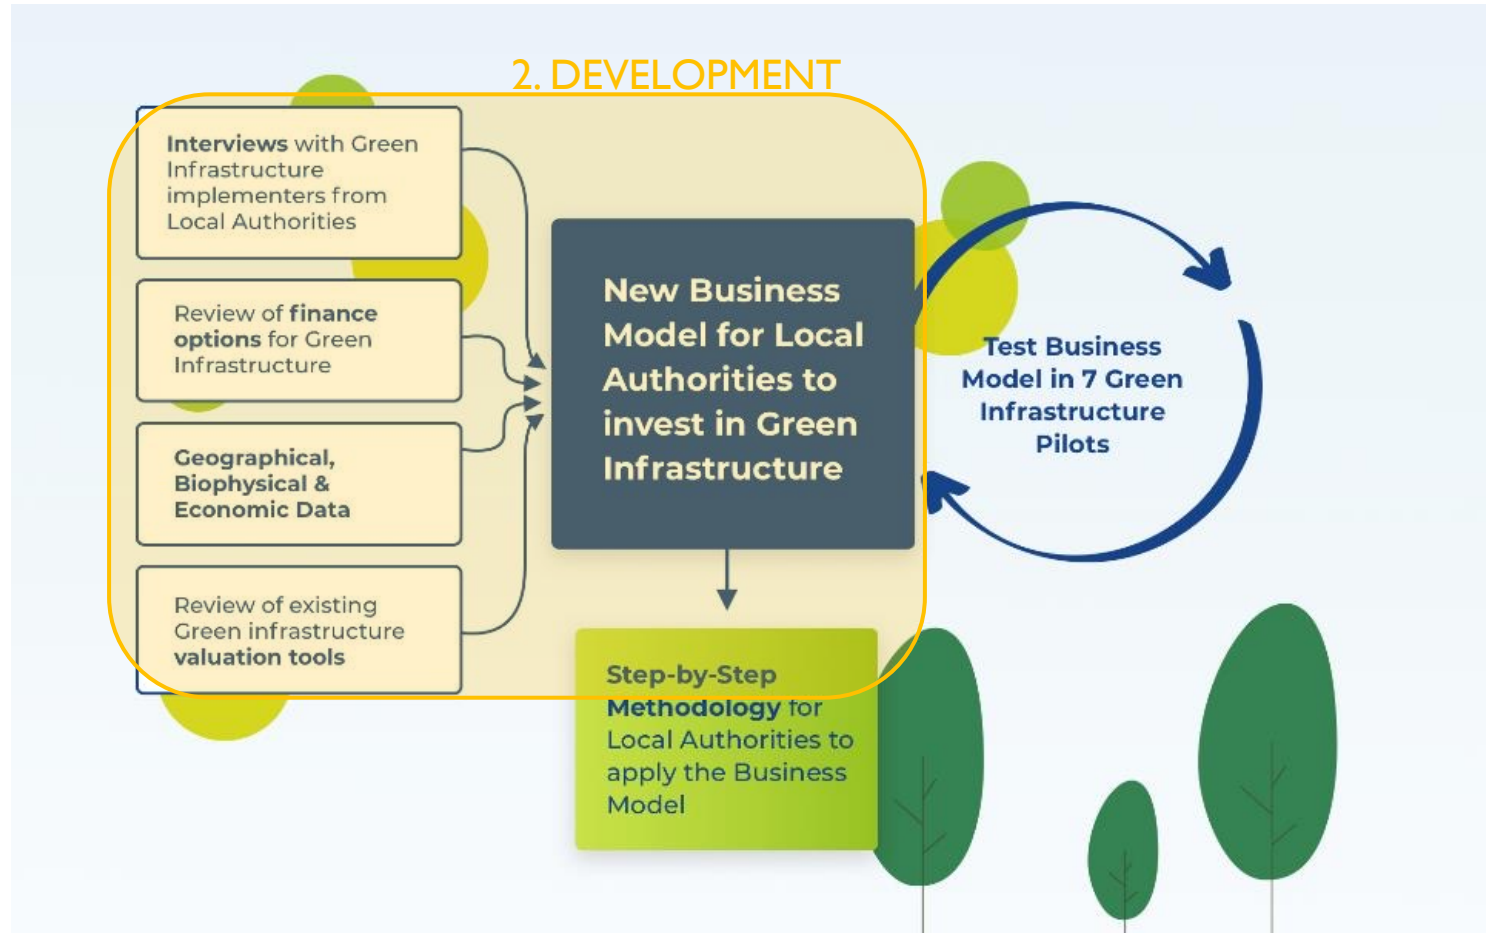 2. DEVELOPMENT
Interviews with Green
Infrastructure
implementers from
Local Authorities
Review of finance
options for Green
Infrastructure
Geographical,
Biophysical &
Economic Data
Review of existing
Green infrastructure
valuation tools
New Business
Model for Local
Authorities to
invest in Green
Infrastructure
Test Business
Model in 7 Green
Infrastructure
Pilots
Step-by-Step
Methodology for
Local Authorities to
apply the Business
Model